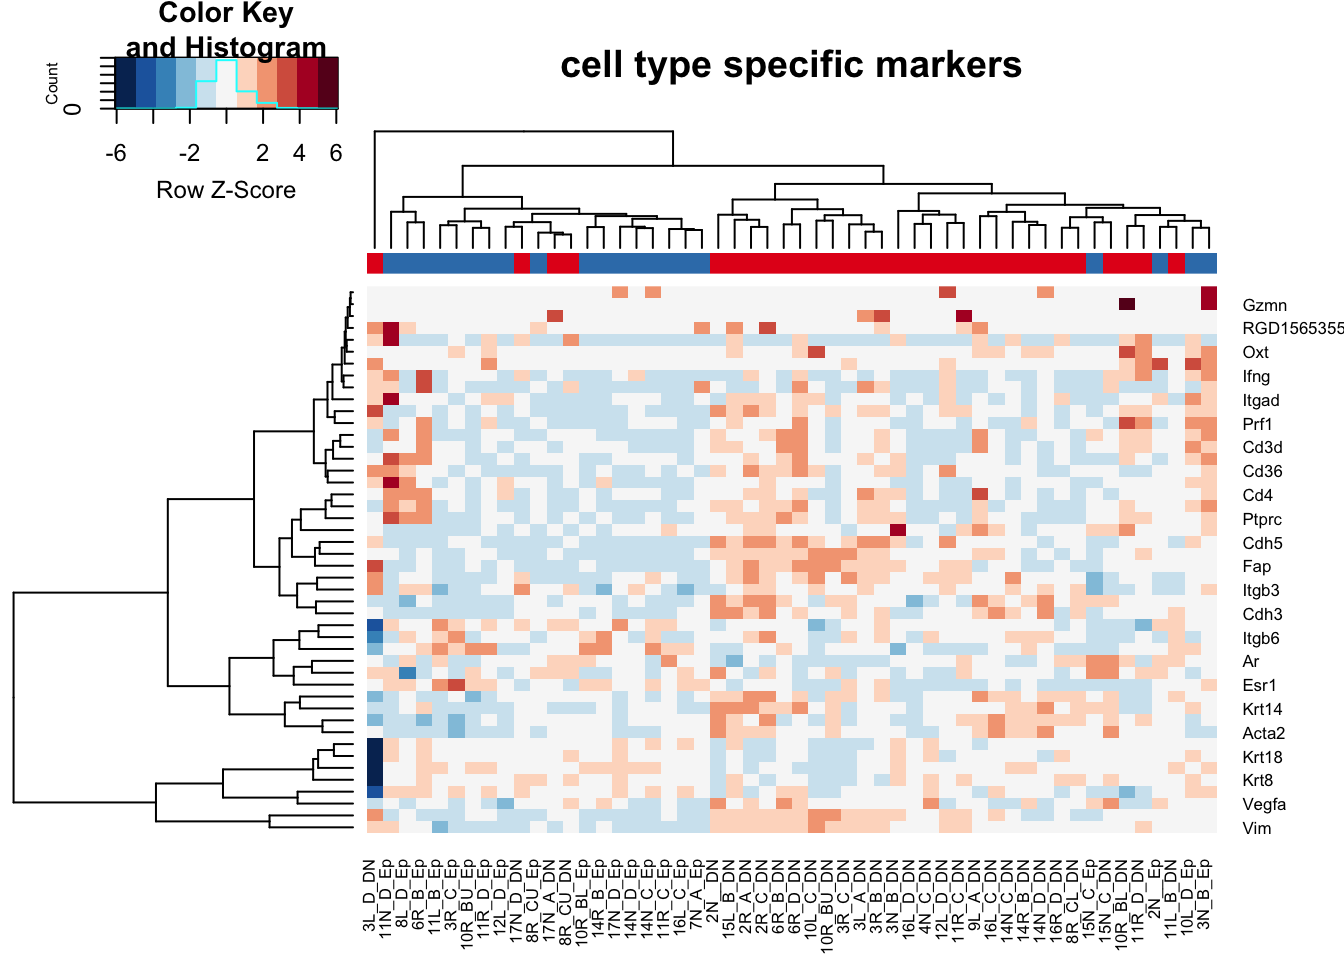 Color Key
and Histogram
Count
0
-6
-2
2
4
6
Row Z-Score
cell type specific markers
Gzmn
RGD1565355
Oxt
Ifng
Itgad
Prf1
Cd3d
Cd36
Cd4
Ptprc
Cdh5
Fap
Itgb3
Cdh3
Itgb6
Ar
Esr1
Krt14
Acta2
Krt18
Krt8
Vegfa
Vim
3L_D_DN
11N_D_Ep
8L_D_Ep
6R_B_Ep
11L_B_Ep
3R_C_Ep
10R_BU_Ep
11R_D_Ep
12L_D_Ep
17N_D_DN
8R_CU_Ep
17N_A_DN
8R_CU_DN
10R_BL_Ep
14R_B_Ep
17N_D_Ep
14N_D_Ep
14N_C_Ep
11R_C_Ep
16L_C_Ep
7N_A_Ep
2N__DN
15L_B_DN
2R_A_DN
2R_C_DN
6R_B_DN
6R_D_DN
10L_C_DN
10R_BU_DN
3R_C_DN
3L_A_DN
3R_B_DN
3N_B_DN
16L_D_DN
4N_C_DN
12L_D_DN
11R_C_DN
9L_A_DN
16L_C_DN
14N_C_DN
14R_B_DN
14N_D_DN
16R_D_DN
8R_CL_DN
15N_C_Ep
15N_C_DN
10R_BL_DN
11R_D_DN
2N__Ep
11L_B_DN
10L_D_Ep
3N_B_Ep